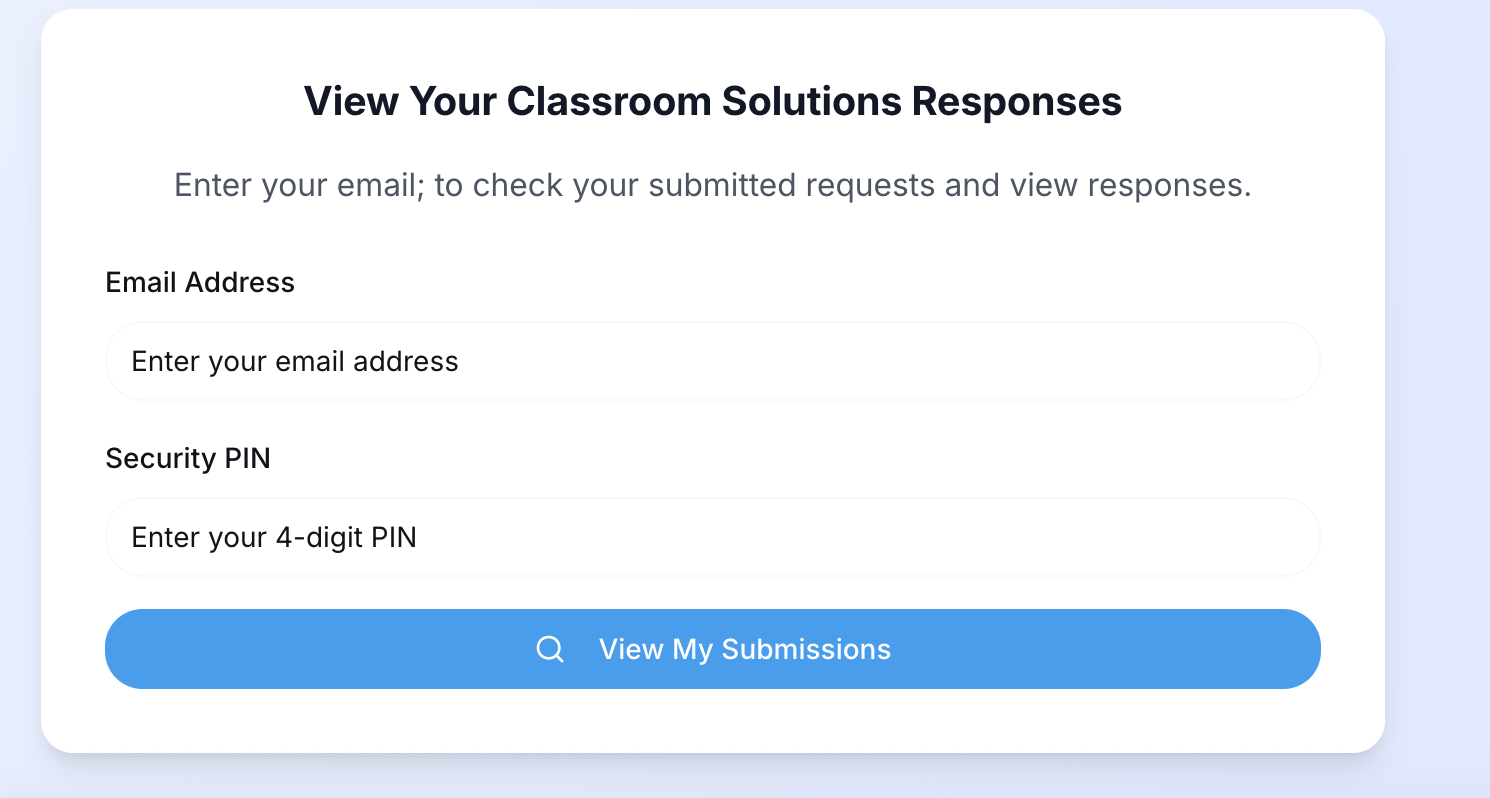 View Your Classroom Solutions Responses
Enter your email; to check your submitted requests and view responses.
Email Address
Enter your email address
Security PIN
Enter your 4-digit PIN
View My Submissions